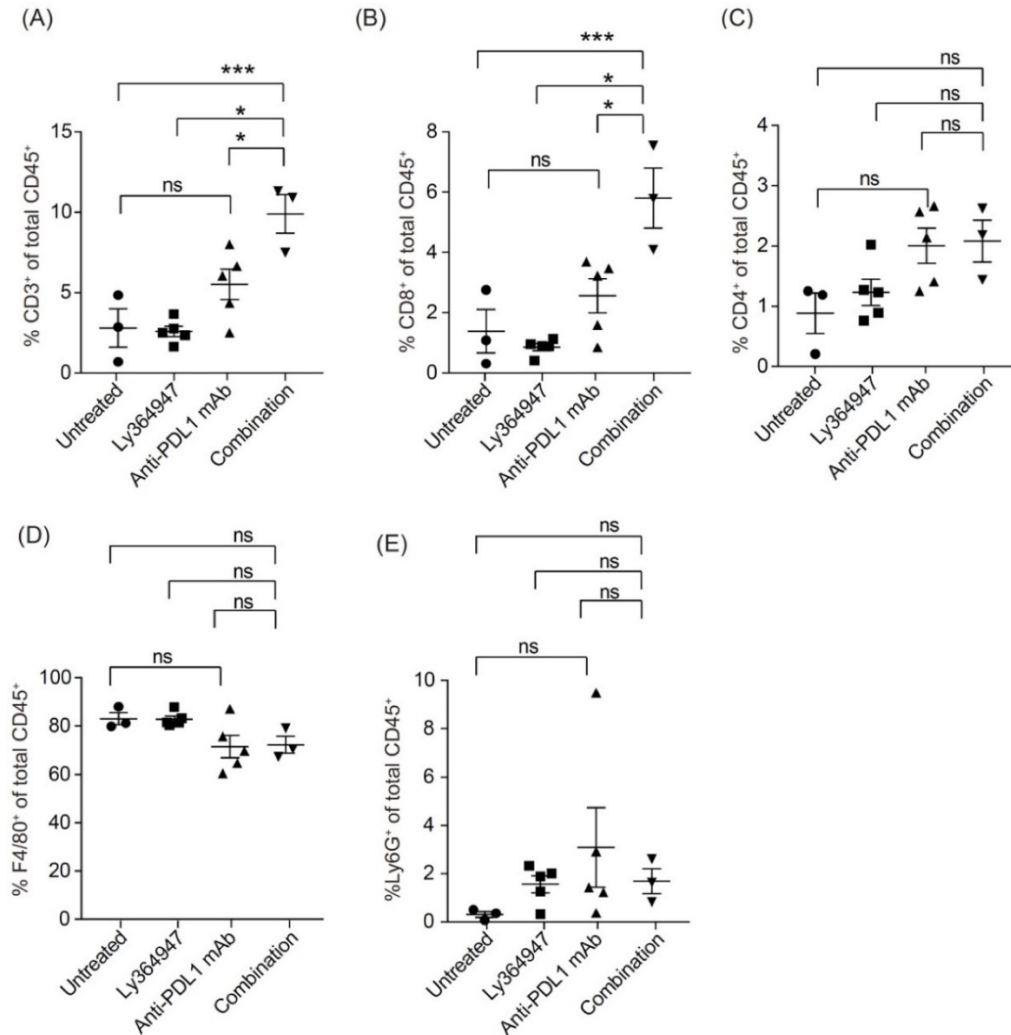 (A)
***
*
*
ns
15
10
5
0
% CD3⁺ of total CD45⁺
Untreated
Ly364947
Anti-PDL1 mAb
Combination
(B)
***
*
*
ns
8
6
4
2
0
% CD8⁺ of total CD45⁺
Untreated
Ly364947
Anti-PDL1 mAb
Combination
(C)
ns
ns
ns
ns
4
3
2
1
0
% CD4⁺ of total CD45⁺
Untreated
Ly364947
Anti-PDL1 mAb
Combination
(D)
ns
ns
ns
ns
100
80
60
40
20
0
% F4/80⁺ of total CD45⁺
Untreated
Ly364947
Anti-PDL1 mAb
Combination
(E)
ns
ns
ns
ns
10
8
6
4
2
0
%Ly6G⁺ of total CD45⁺
Untreated
Ly364947
Anti-PDL1 mAb
Combination